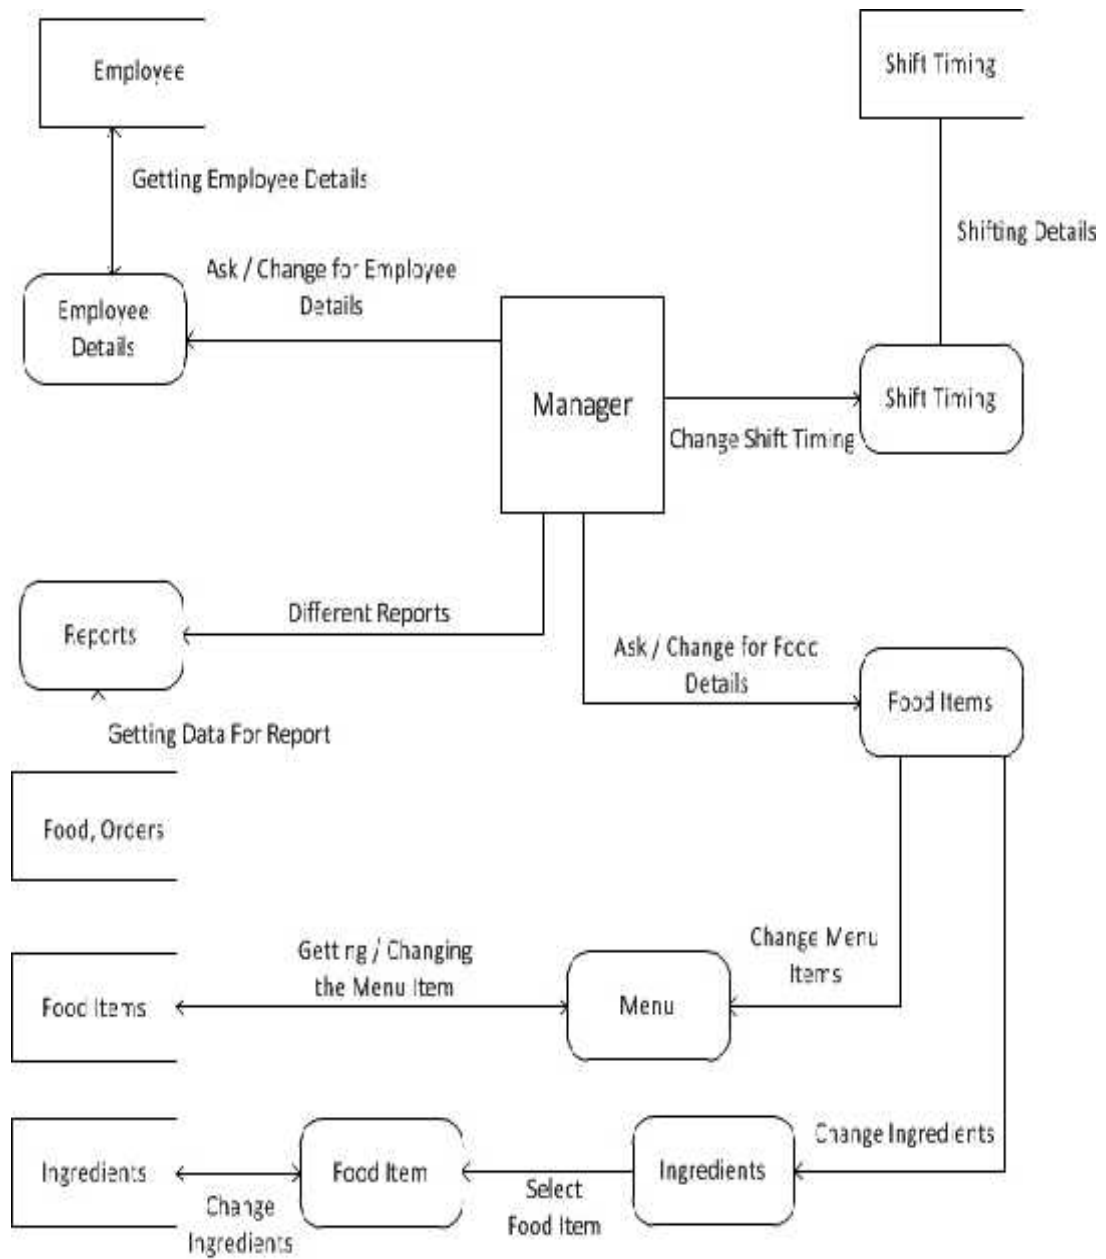 Employee
Shift Timing
Getting Employee Details
Shifting Details
Ask / Change for Employee
Details
Employee
Details
Manager
Shift Timing
Change Shift Timing
Reports
Different Reports
Ask / Change for Food
Details
Food Items
Getting Data For Report
Food, Orders
Getting / Changing
the Menu Item
Change Menu
Items
Food Items
Menu
Change Ingredients
Ingredients
Food Item
Ingredients
Select
Food Item
Change
Ingredients